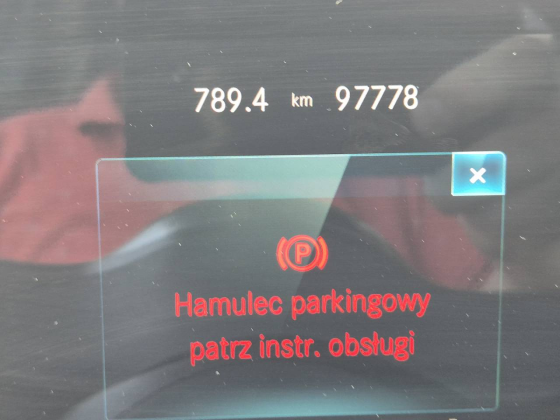 789.4 km 97778
×
P
Hamulec parkingowy
patrz instr. obsługi